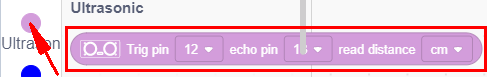 Ultrasonic
Ultrason
Trig pin 12 echo pin read distance cm